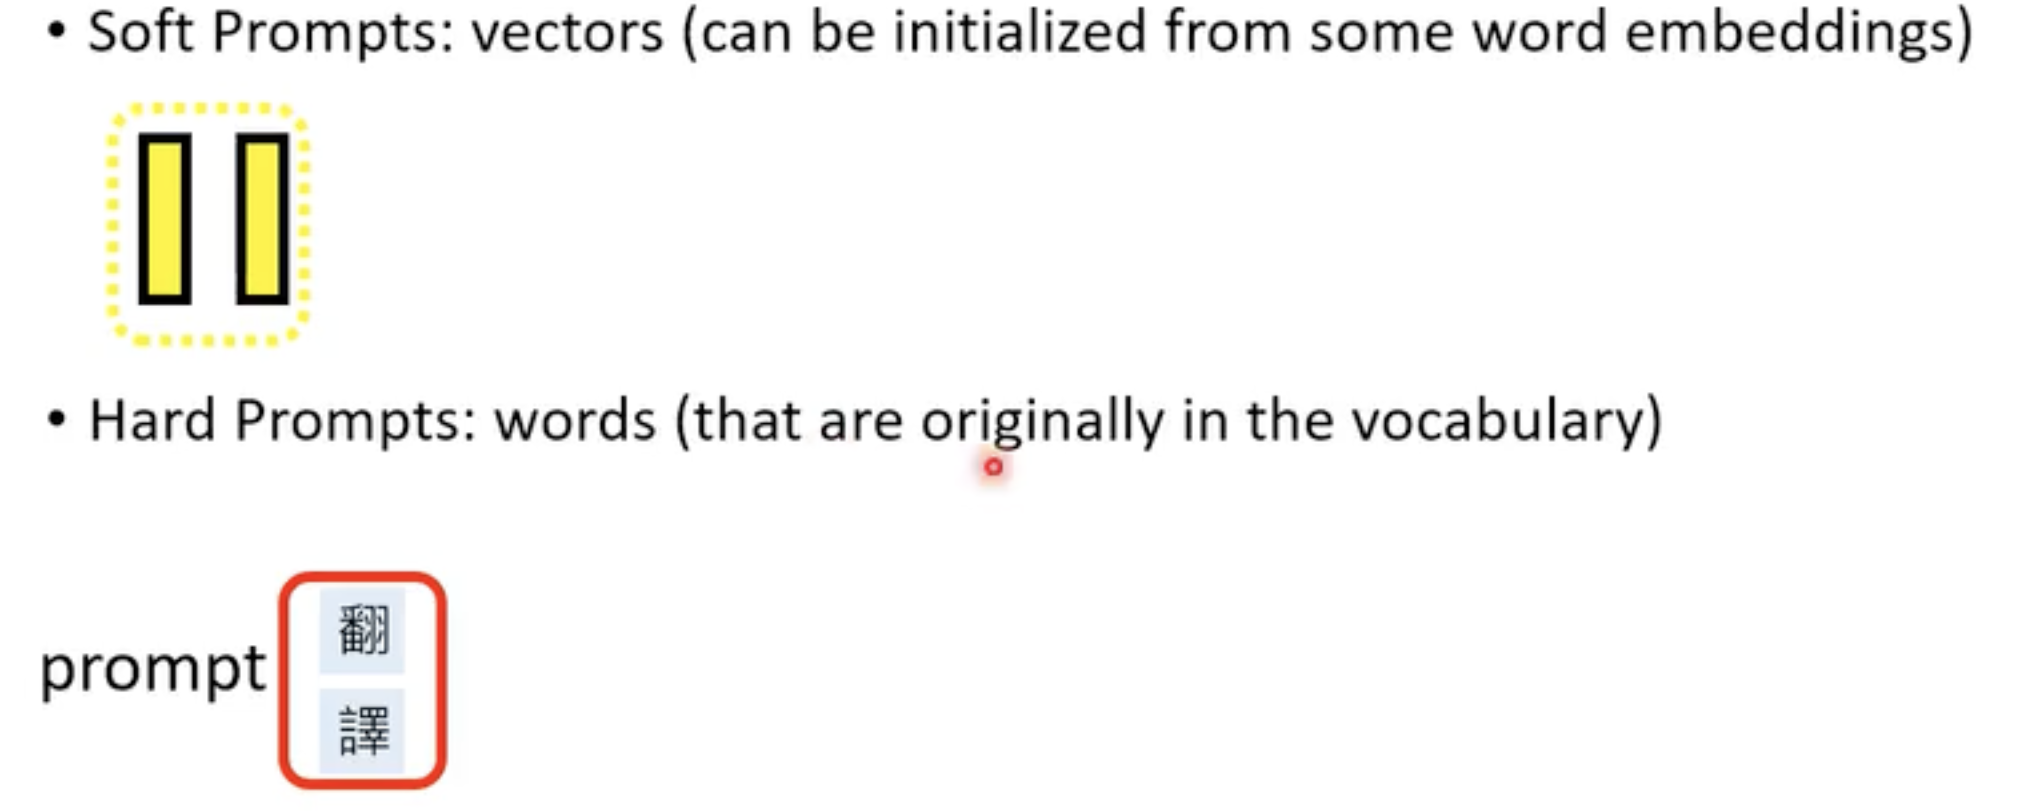 • Soft Prompts: vectors (can be initialized from some word embeddings)
• Hard Prompts: words (that are originally in the vocabulary)
prompt
翻
譯